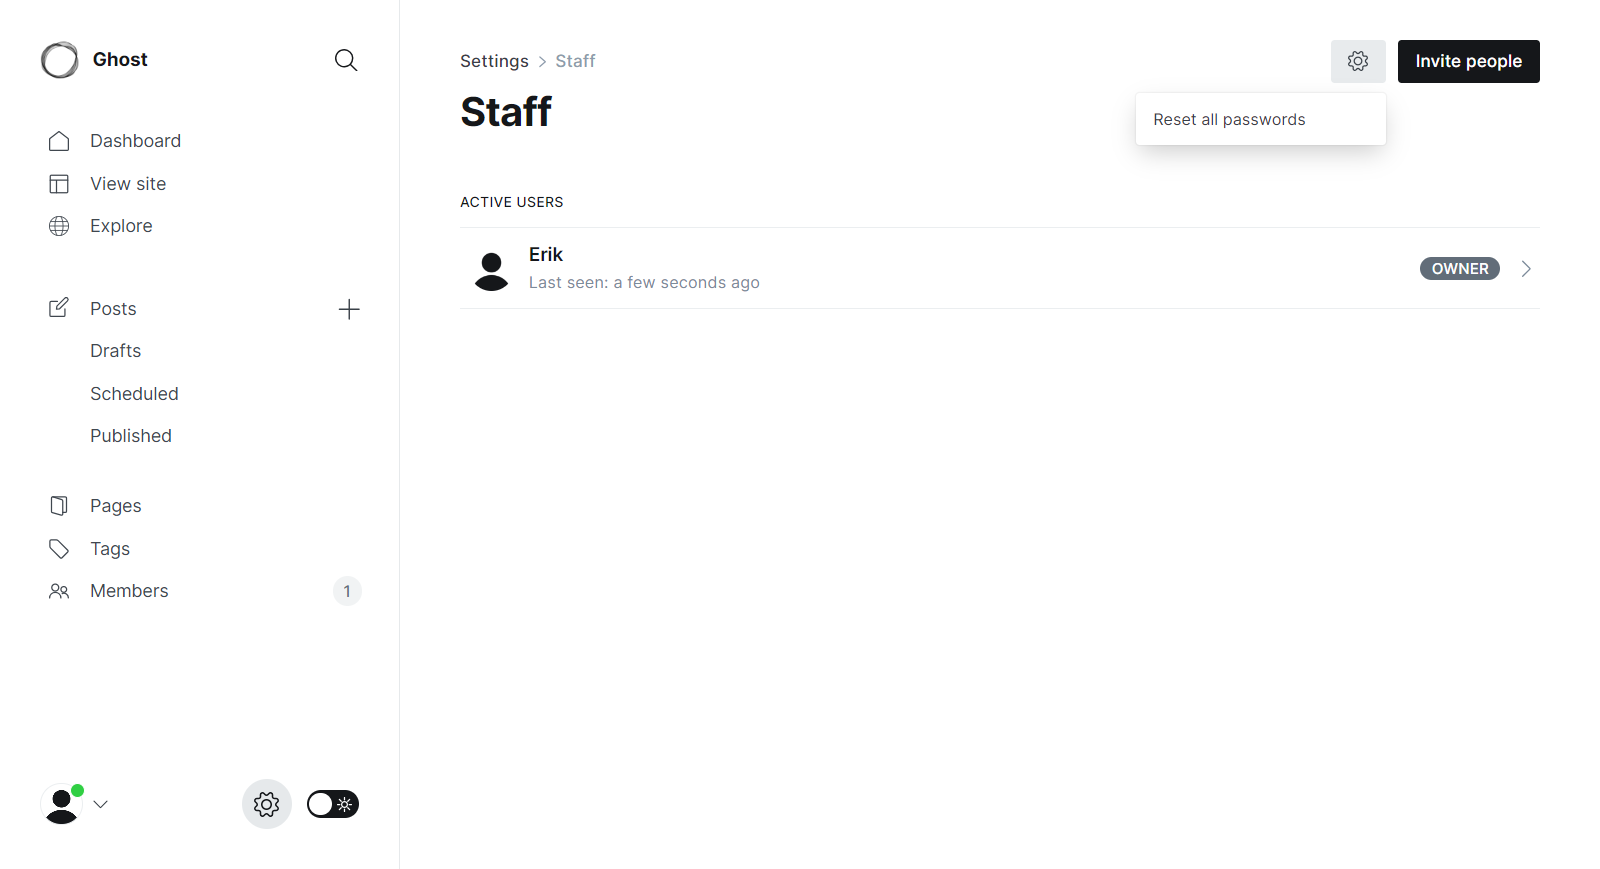 Ghost
Dashboard
View site
Explore
Posts
Drafts
Scheduled
Published
Pages
Tags
Members 1
Settings > Staff
Invite people
Staff
Reset all passwords
ACTIVE USERS
Erik
Last seen: a few seconds ago
OWNER